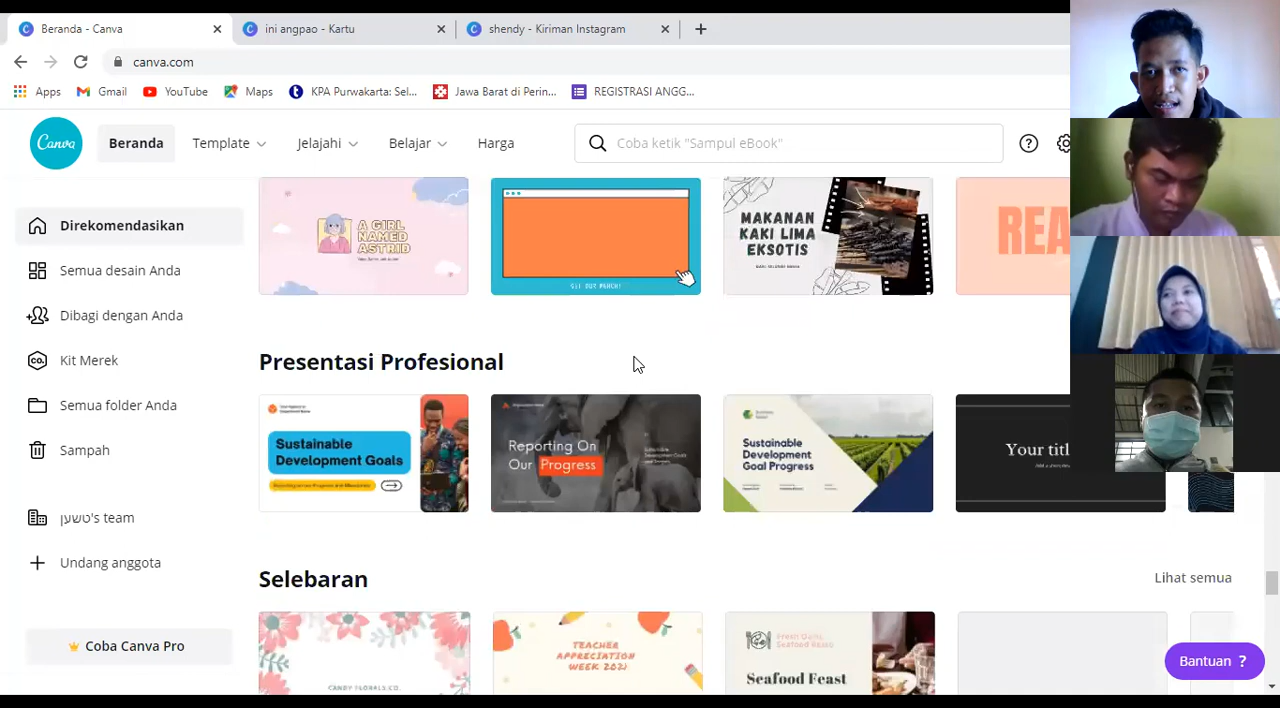 Beranda - Canva
ini angpao - Kartu
shendy - Kiriman Instagram
canva.com
Apps
Gmail
YouTube
Maps
KPA Purwakarta: Sel...
Jawa Barat di Perin...
REGISTRASI ANGG...
Canva
Beranda
Template
Jelajahi
Belajar
Harga
Coba ketik "Sampul eBook"
Direkomendasikan
Semua desain Anda
Dibagi dengan Anda
Kit Merek
Semua folder Anda
Sampah
טשען's team
Undang anggota
Coba Canva Pro
A GIRL
NAMED
ASTRID
MAKANAN
KAKI LIMA
EKSOTIS
REA
Presentasi Profesional
Sustainable
Development Goals
Reporting On
Our Progress
Sustainable
Development
Goal Progress
Your titl
Selebaran
Lihat semua
CANDY FLORALS CO.
TEACHER
APPRECIATION
WEEK 2021
Seafood Feast
Bantuan ?